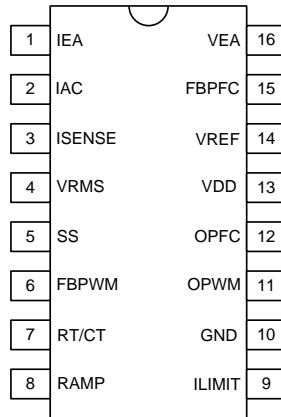 1 IEA VEA 16
2 IAC FBPFC 15
3 ISENSE VREF 14
4 VRMS VDD 13
5 SS OPFC 12
6 FBPWM OPWM 11
7 RT/CT GND 10
8 RAMP ILIMIT 9